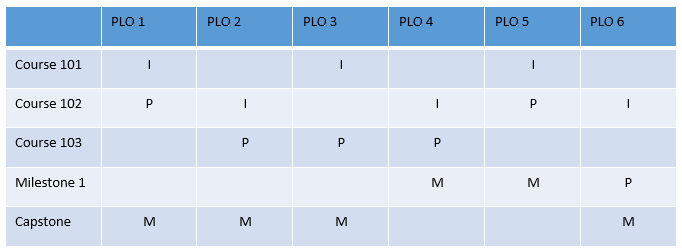 PLO 1 PLO 2 PLO 3 PLO 4 PLO 5 PLO 6
Course 101 I I I
Course 102 P I I P I
Course 103 P P P
Milestone 1 M M P
Capstone M M M M